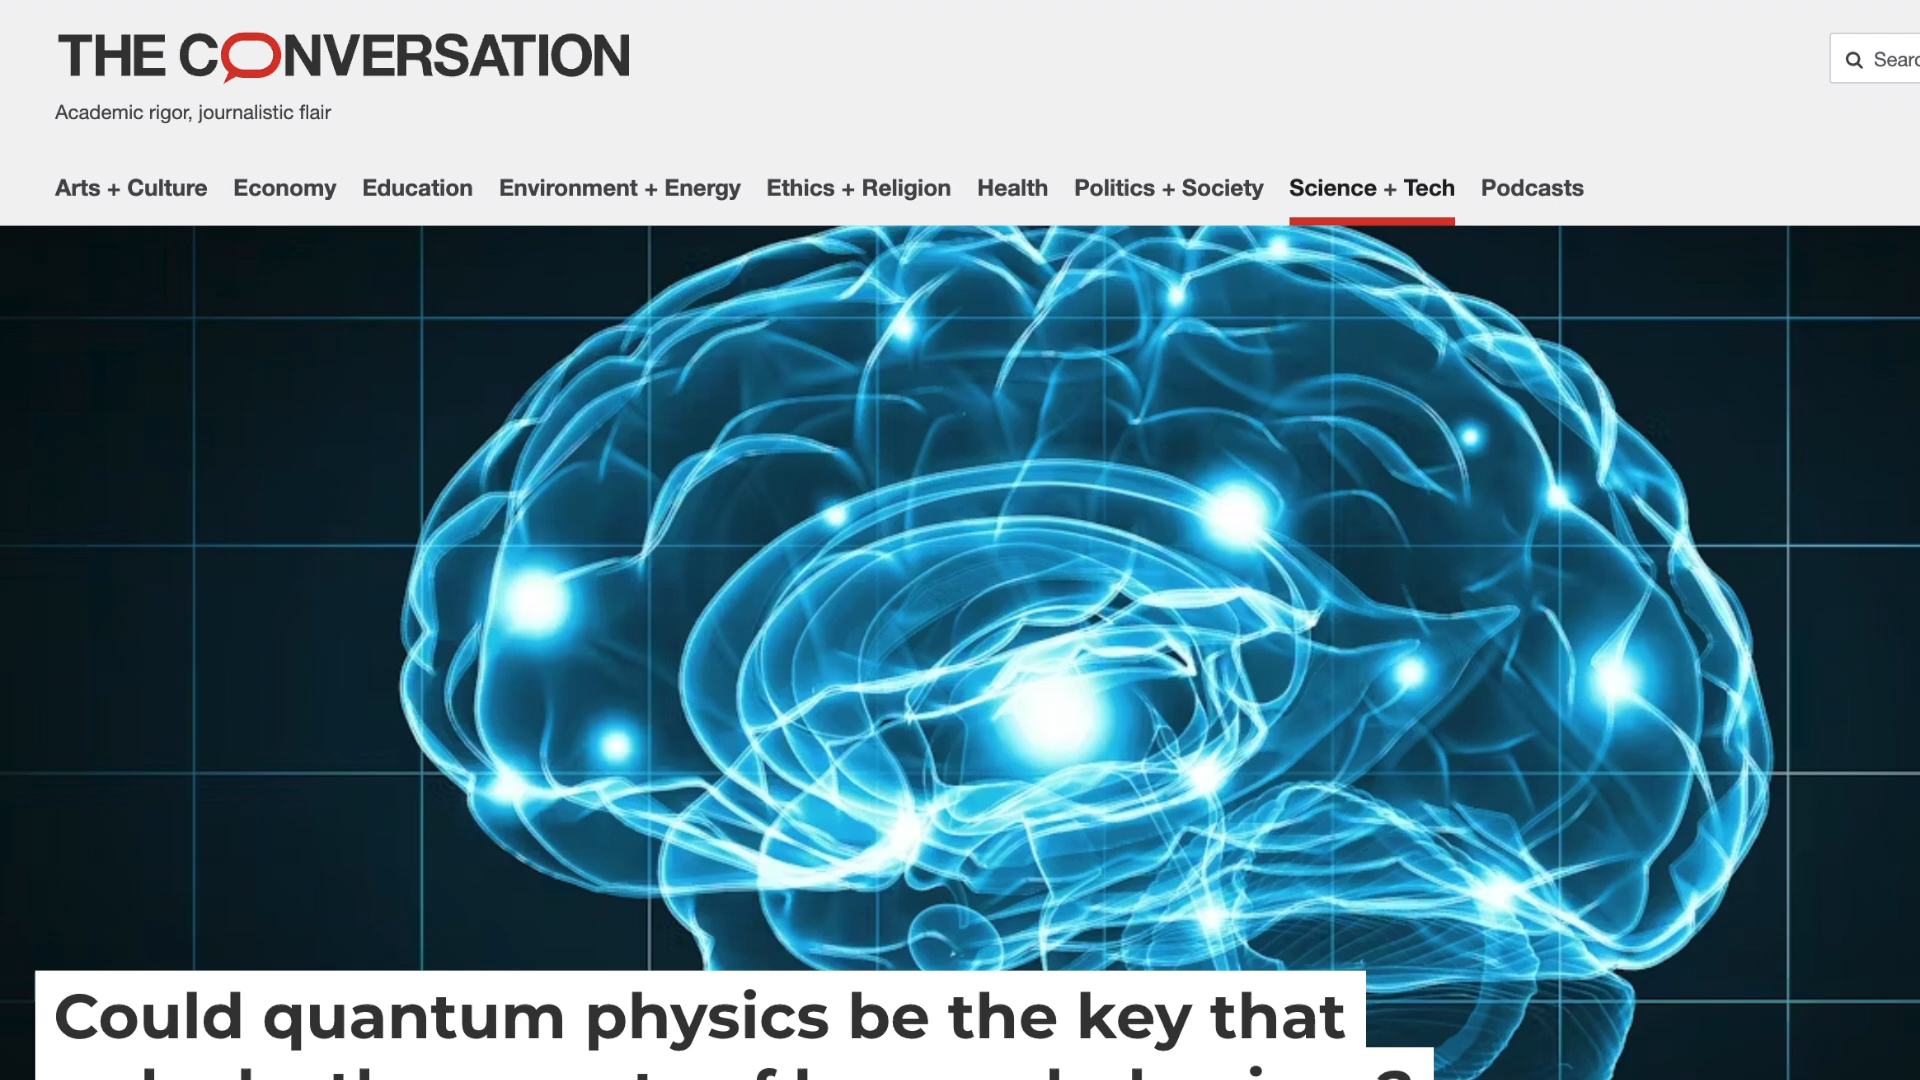 THE CONVERSATION
Academic rigor, journalistic flair
Arts + Culture Economy Education Environment + Energy Ethics + Religion Health Politics + Society Science + Tech Podcasts
Could quantum physics be the key that